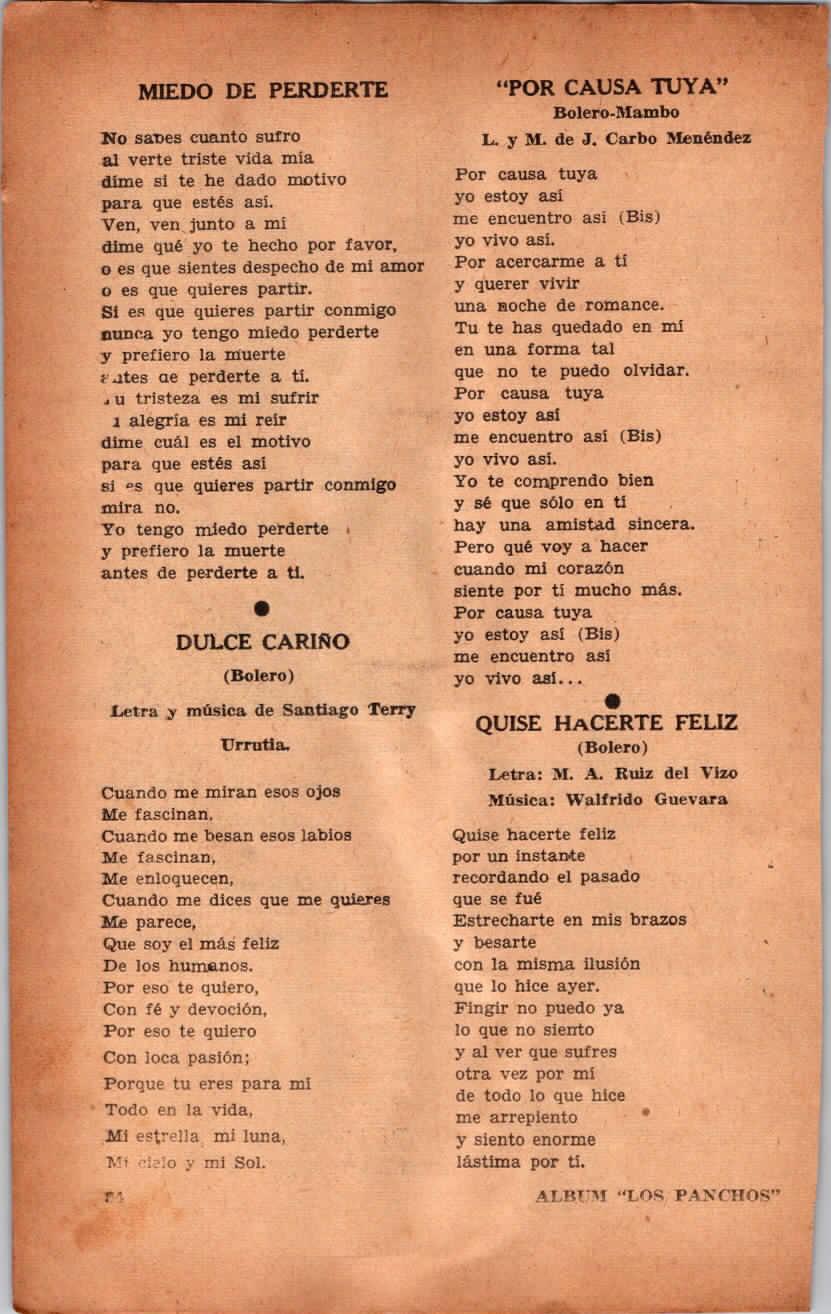 MIEDO DE PERDERTE
No sabes cuanto sufro
al verte triste vida mía
dime si te he dado motivo
para que estés así.
Ven, ven junto a mí
dime qué yo te hecho por favor,
o es que sientes despecho de mi amor
o es que quieres partir.
Si es que quieres partir conmigo
nunca yo tengo miedo perderte
y prefiero la muerte
antes de perderte a tí.
u tristeza es mi sufrir
alegría es mi reír
dime cuál es el motivo
para que estés así
si es que quieres partir conmigo
mira no.
Yo tengo miedo perderte
y prefiero la muerte
antes de perderte a ti.
DULCE CARIÑO
(Bolero)
Letra y música de Santiago Terry
Urrutia.
Cuando me miran esos ojos
Me fascinan,
Cuando me besan esos labios
Me fascinan,
Me enloquecen,
Cuando me dices que me quieres
Me parece,
Que soy el más feliz
De los humanos.
Por eso te quiero,
Con fé y devoción,
Por eso te quiero
Con loca pasión;
Porque tu eres para mí
Todo en la vida,
Mi estrella mi luna,
Mi cielo y mi Sol.
"POR CAUSA TUYA"
Bolero-Mambo
L. y M. de J. Carbo Menéndez
Por causa tuya
yo estoy así
me encuentro así (Bis)
yo vivo así.
Por acercarme a tí
y querer vivir
una noche de romance.
Tu te has quedado en mí
en una forma tal
que no te puedo olvidar.
Por causa tuya
yo estoy así
me encuentro así (Bis)
yo vivo así.
Yo te comprendo bien
y sé que sólo en tí
hay una amistad sincera.
Pero qué voy a hacer
cuando mi corazón
siente por tí mucho más.
Por causa tuya
yo estoy así (Bis)
me encuentro así
yo vivo así...
QUISE HACERTE FELIZ
(Bolero)
Letra: M. A. Ruiz del Vizo
Música: Walfrido Guevara
Quise hacerte feliz
por un instante
recordando el pasado
que se fué
Estrecharte en mis brazos
y besarte
con la misma ilusión
que lo hice ayer.
Fingir no puedo ya
lo que no siento
y al ver que sufres
otra vez por mí
de todo lo que hice
me arrepiento
y siento enorme
lástima por tí.
ALBUM "LOS PANCHOS"